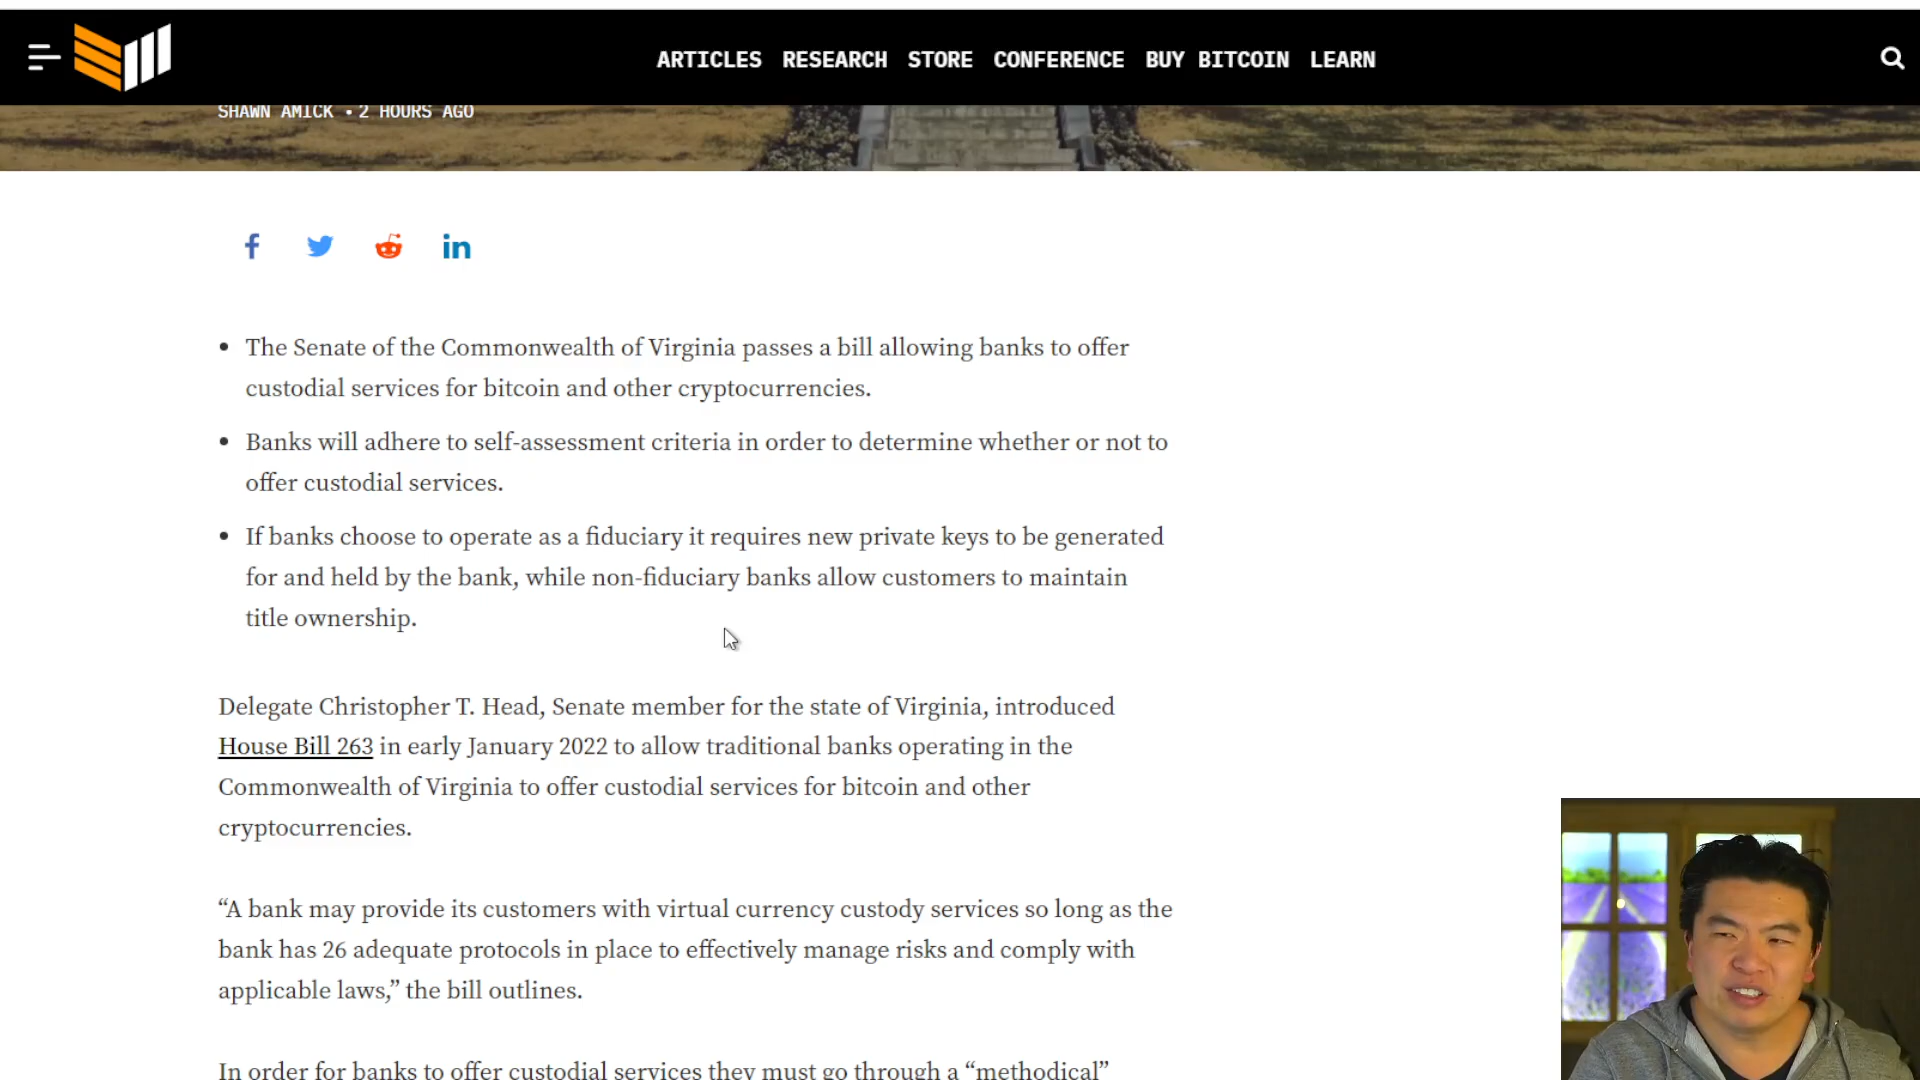 ARTICLES RESEARCH STORE CONFERENCE BUY BITCOIN LEARN
SHAWN AMICK • 2 HOURS AGO
• The Senate of the Commonwealth of Virginia passes a bill allowing banks to offer
custodial services for bitcoin and other cryptocurrencies.
• Banks will adhere to self-assessment criteria in order to determine whether or not to
offer custodial services.
• If banks choose to operate as a fiduciary it requires new private keys to be generated
for and held by the bank, while non-fiduciary banks allow customers to maintain
title ownership.
Delegate Christopher T. Head, Senate member for the state of Virginia, introduced
House Bill 263 in early January 2022 to allow traditional banks operating in the
Commonwealth of Virginia to offer custodial services for bitcoin and other
cryptocurrencies.
“A bank may provide its customers with virtual currency custody services so long as the
bank has 26 adequate protocols in place to effectively manage risks and comply with
applicable laws,” the bill outlines.
In order for banks to offer custodial services they must go through a “methodical”